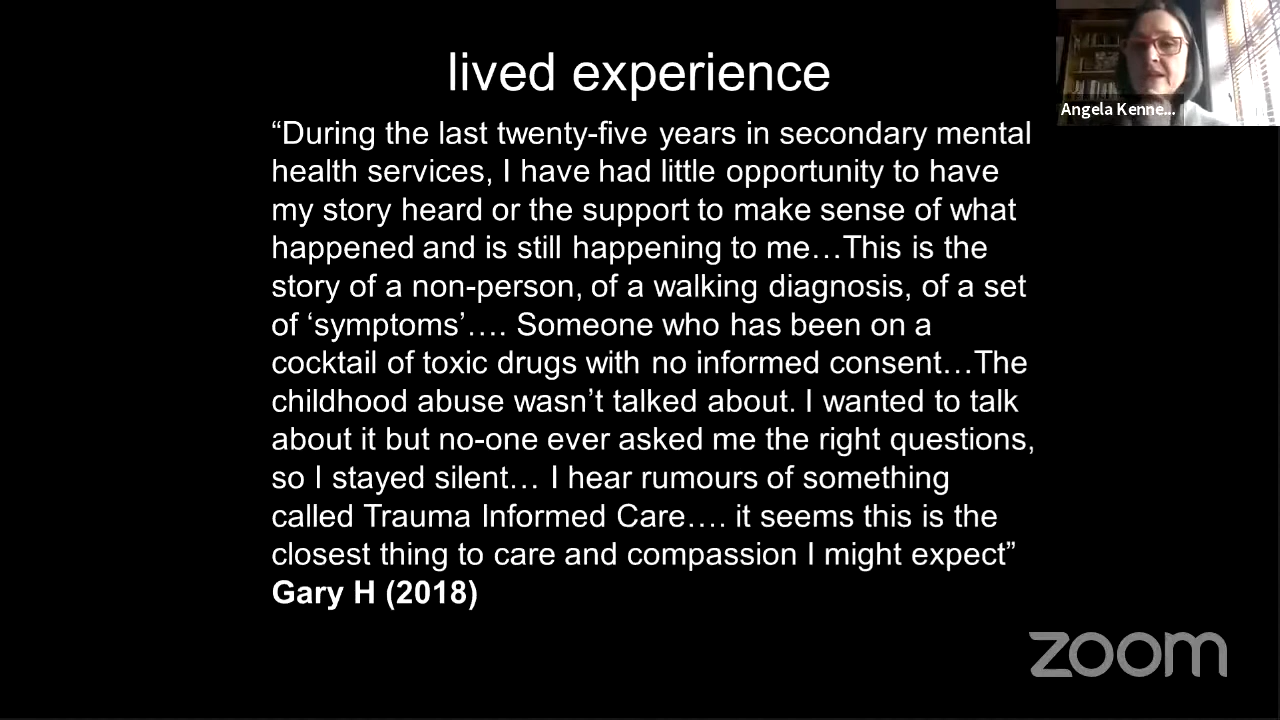 lived experience
“During the last twenty-five years in secondary mental
health services, I have had little opportunity to have
my story heard or the support to make sense of what
happened and is still happening to me…This is the
story of a non-person, of a walking diagnosis, of a set
of ‘symptoms’…. Someone who has been on a
cocktail of toxic drugs with no informed consent…The
childhood abuse wasn’t talked about. I wanted to talk
about it but no-one ever asked me the right questions,
so I stayed silent… I hear rumours of something
called Trauma Informed Care…. it seems this is the
closest thing to care and compassion I might expect”
Gary H (2018)
Angela Kenne...
zoom